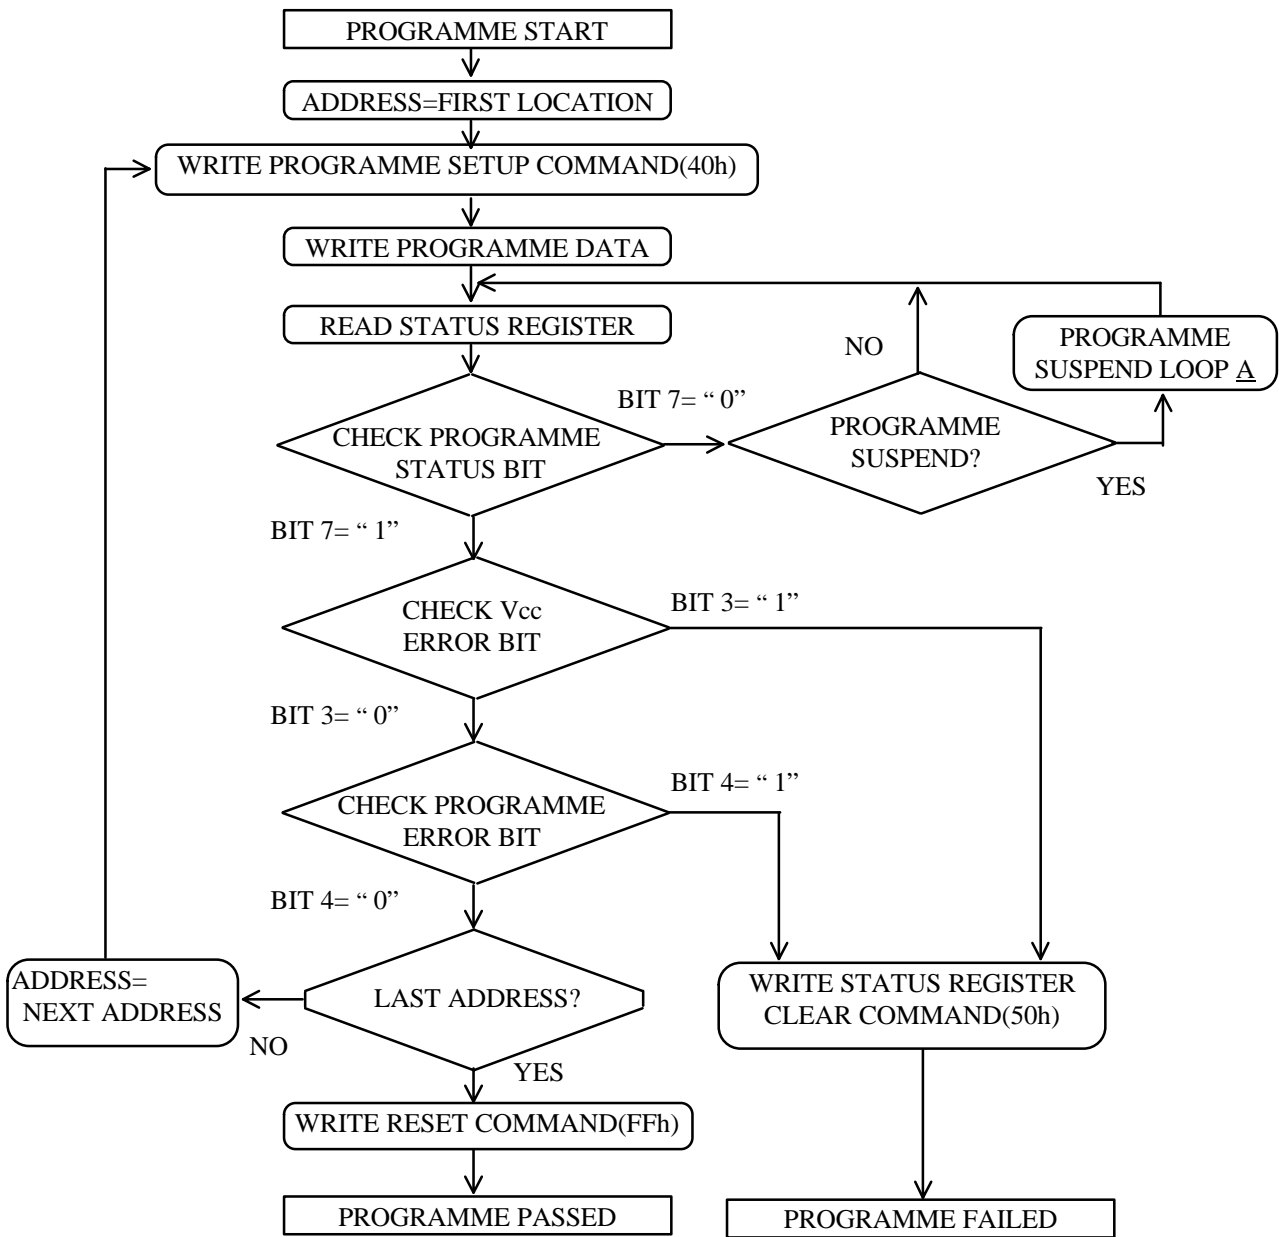 PROGRAMME START
ADDRESS=FIRST LOCATION
WRITE PROGRAMME SETUP COMMAND(40h)
WRITE PROGRAMME DATA
READ STATUS REGISTER
NO
PROGRAMME
SUSPEND LOOP A
BIT 7= “ 0”
CHECK PROGRAMME
STATUS BIT
PROGRAMME
SUSPEND?
YES
BIT 7= “ 1”
CHECK Vcc
ERROR BIT
BIT 3= “ 1”
BIT 3= “ 0”
CHECK PROGRAMME
ERROR BIT
BIT 4= “ 1”
BIT 4= “ 0”
ADDRESS=
NEXT ADDRESS
LAST ADDRESS?
WRITE STATUS REGISTER
CLEAR COMMAND(50h)
NO
YES
WRITE RESET COMMAND(FFh)
PROGRAMME PASSED
PROGRAMME FAILED